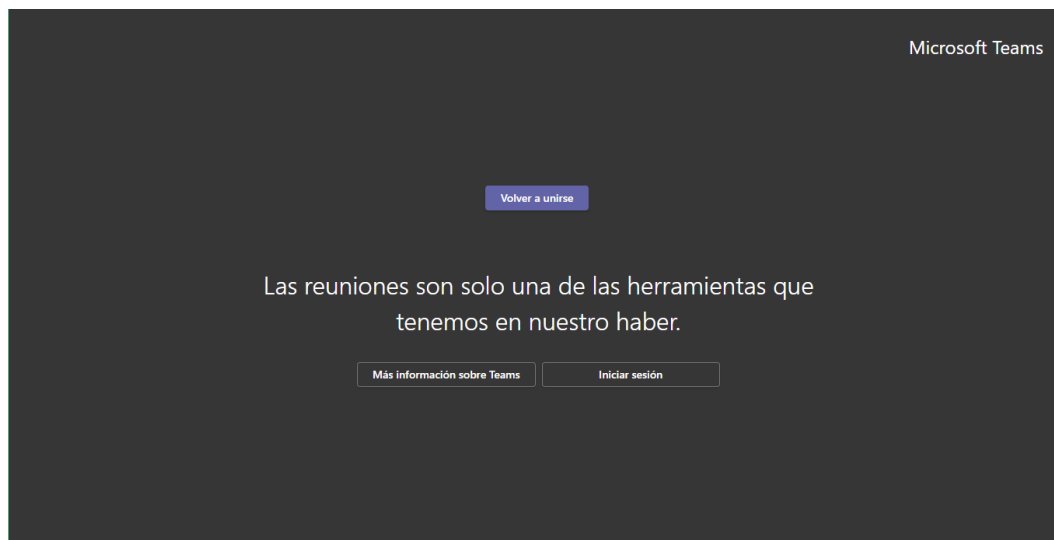 Microsoft Teams
Volver a unirse
Las reuniones son solo una de las herramientas que
tenemos en nuestro haber.
Más información sobre Teams
Iniciar sesión